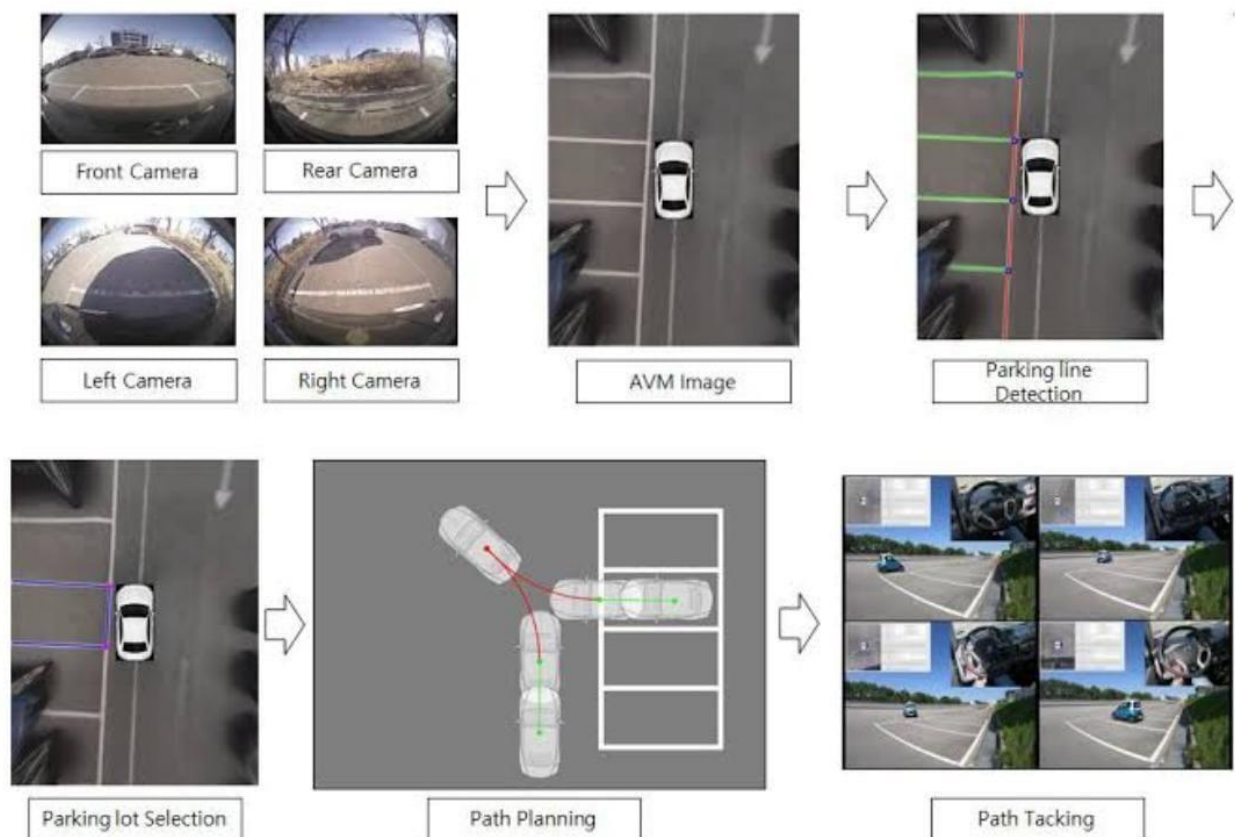 Front Camera
Rear Camera
Left Camera
Right Camera
AVM Image
Parking line
Detection
Parking lot Selection
Path Planning
Path Tacking